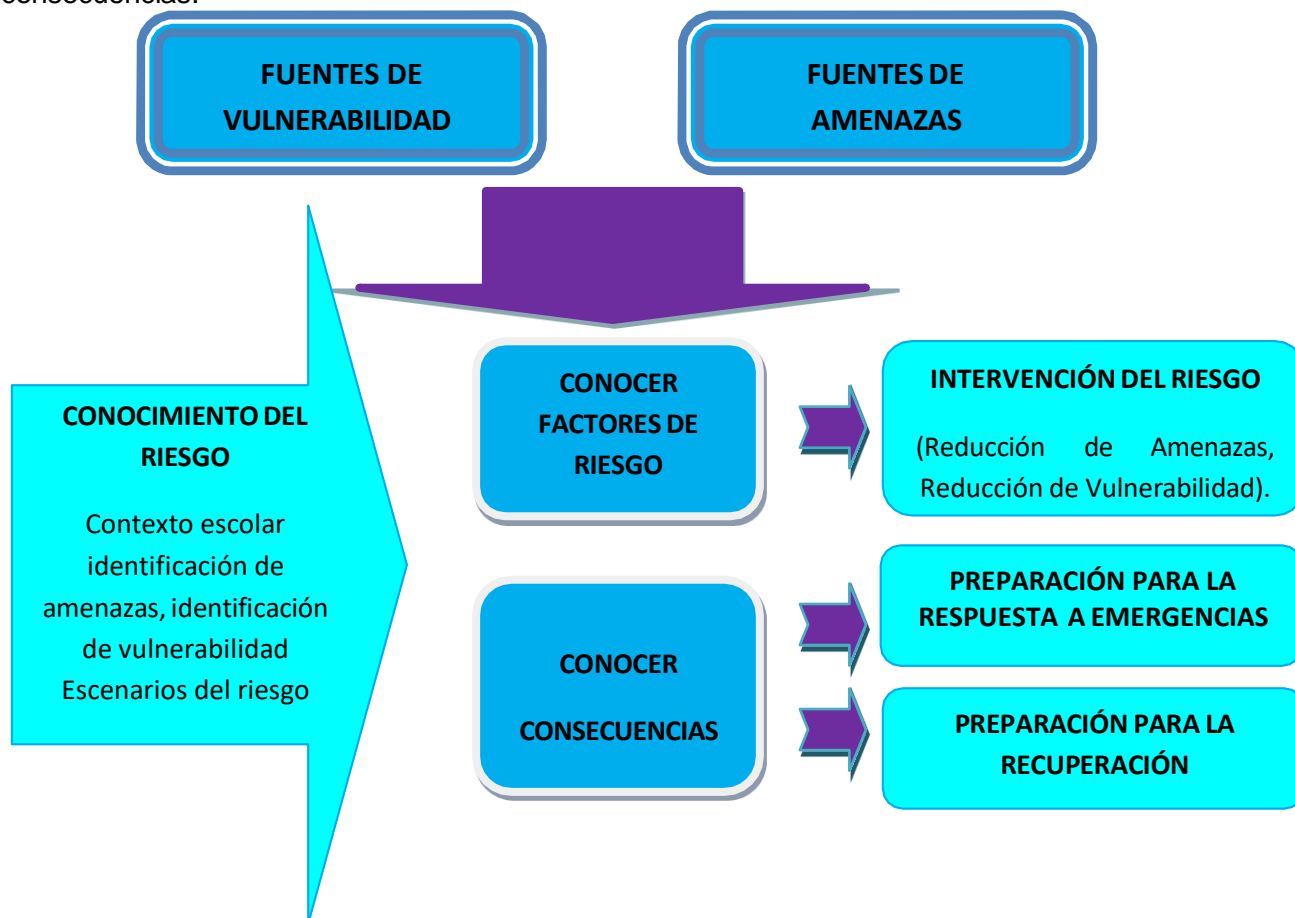 consecuencias.
FUENTES DE
VULNERABILIDAD
FUENTES DE
AMENAZAS
CONOCIMIENTO DEL
RIESGO
Contexto escolar
identificación de
amenazas, identificación
de vulnerabilidad
Escenarios del riesgo
CONOCER
FACTORES DE
RIESGO
INTERVENCIÓN DEL RIESGO
(Reducción de Amenazas,
Reducción de Vulnerabilidad).
CONOCER
CONSECUENCIAS
PREPARACIÓN PARA LA
RESPUESTA A EMERGENCIAS
PREPARACIÓN PARA LA
RECUPERACIÓN